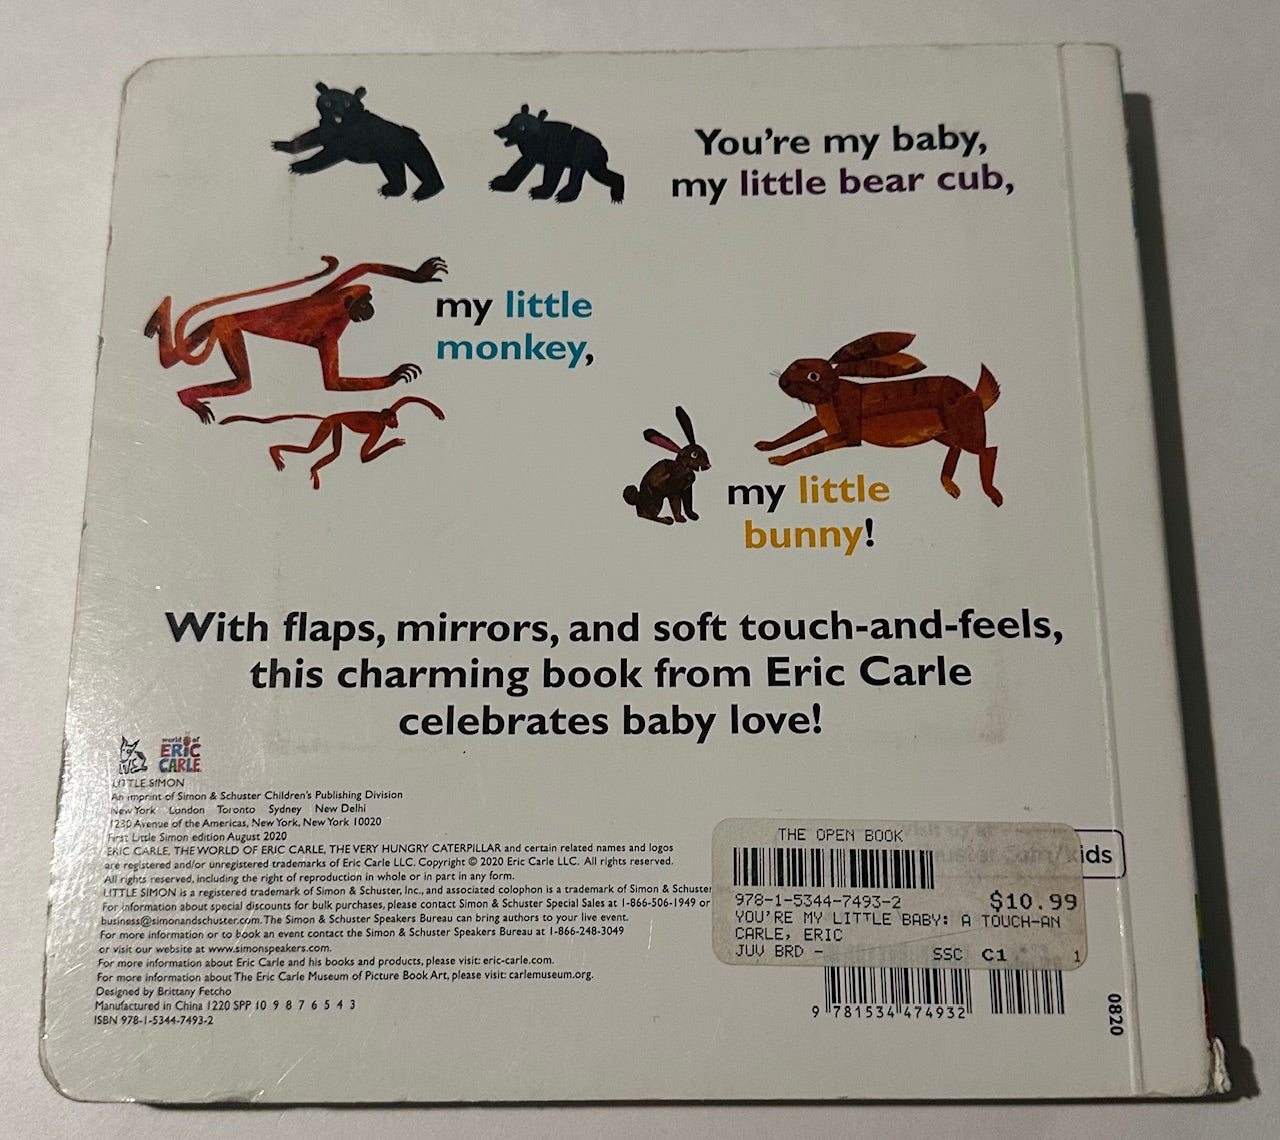 You're my baby,
my little bear cub,
my little
monkey,
my little
bunny!
With flaps, mirrors, and soft touch-and-feels,
this charming book from Eric Carle
celebrates baby love!
world of
ERIC
CARLE
LITTLE SIMON
An imprint of Simon & Schuster Children's Publishing Division
New York London Toronto Sydney New Delhi
1230 Avenue of the Americas, New York, New York 10020
First Little Simon edition August 2020
ERIC CARLE, THE WORLD OF ERIC CARLE, THE VERY HUNGRY CATERPILLAR and certain related names and logos
are registered and/or unregistered trademarks of Eric Carle LLC. Copyright © 2020 Eric Carle LLC. All rights reserved.
All rights reserved, including the right of reproduction in whole or in part in any form.
LITTLE SIMON is a registered trademark of Simon & Schuster, Inc., and associated colophon is a trademark of Simon & Schuster
For information about special discounts for bulk purchases, please contact Simon & Schuster Special Sales at 1-866-506-1949 or
business@simonandschuster.com. The Simon & Schuster Speakers Bureau can bring authors to your live event.
For more information or to book an event contact the Simon & Schuster Speakers Bureau at 1-866-248-3049
or visit our website at www.simonspeakers.com.
For more information about Eric Carle and his books and products, please visit: eric-carle.com.
For more information about The Eric Carle Museum of Picture Book Art, please visit: carlemuseum.org.
Designed by Brittany Fetcho
Manufactured in China 1220 SPP 10 9 8 7 6 5 4 3
ISBN 978-1-5344-7493-2
visit us at
/kids
THE OPEN BOOK
978-1-5344-7493-2 $10.99
YOU'RE MY LITTLE BABY: A TOUCH-AN
CARLE, ERIC
JUV BRD - SSC C1 1
9 781534 474932
0820